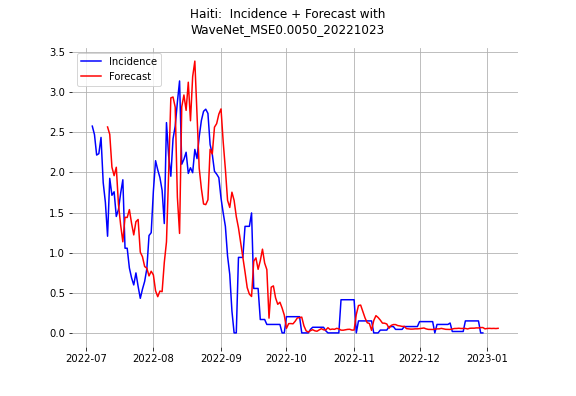 Haiti:  Incidence + Forecast with
WaveNet_MSE0.0050_20221023
Incidence
Forecast
3.5
3.0
2.5
2.0
1.5
1.0
0.5
0.0
2022-07 2022-08 2022-09 2022-10 2022-11 2022-12 2023-01